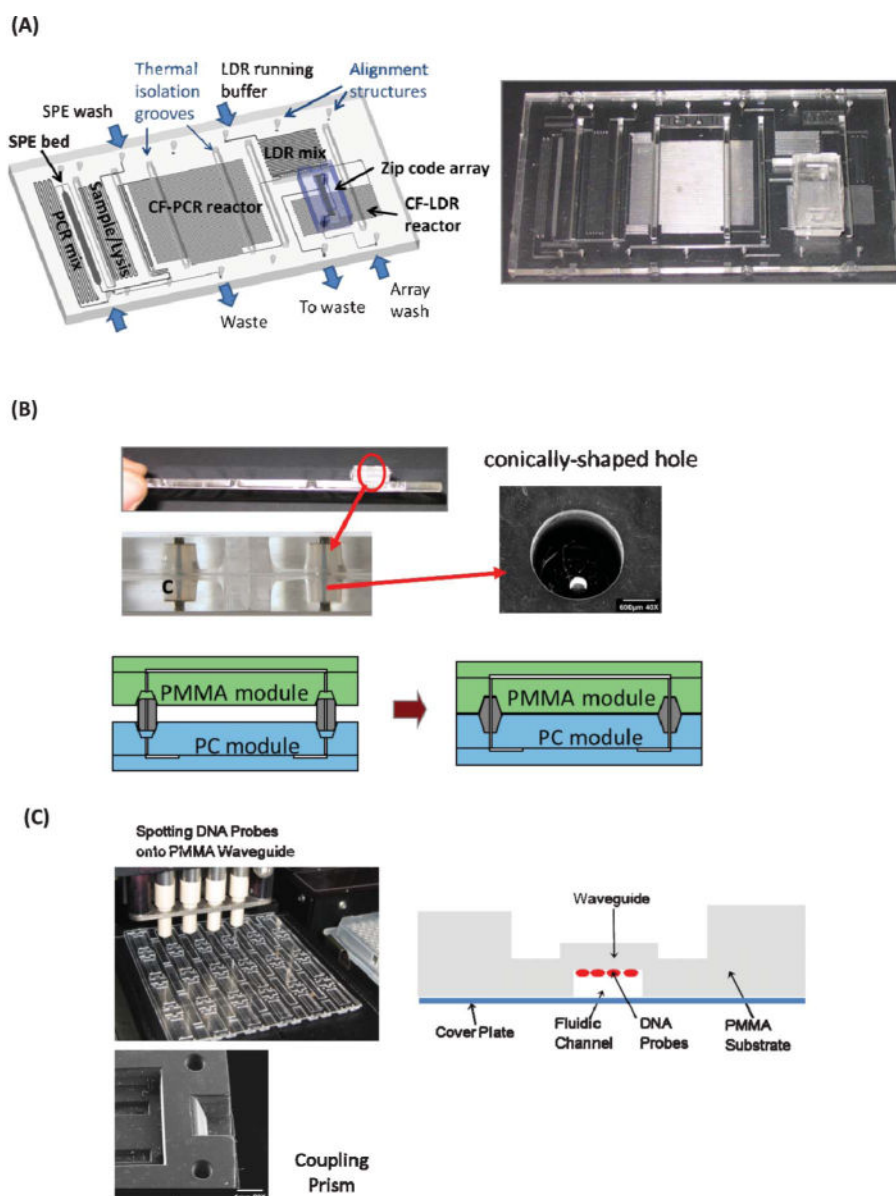 (A)
Thermal
isolation
grooves
LDR running
buffer
Alignment
structures
SPE wash
SPE bed
PCR mix
Sample/Lysis
CF-PCR reactor
LDR mix
Zip code array
CF-LDR
reactor
Waste
To waste
Array
wash
(B)
conically-shaped hole
C
600µm 40X
PMMA module
PC module
PMMA module
PC module
(C)
Spotting DNA Probes
onto PMMA Waveguide
Waveguide
Cover Plate
Fluidic
Channel
DNA
Probes
PMMA
Substrate
Coupling
Prism